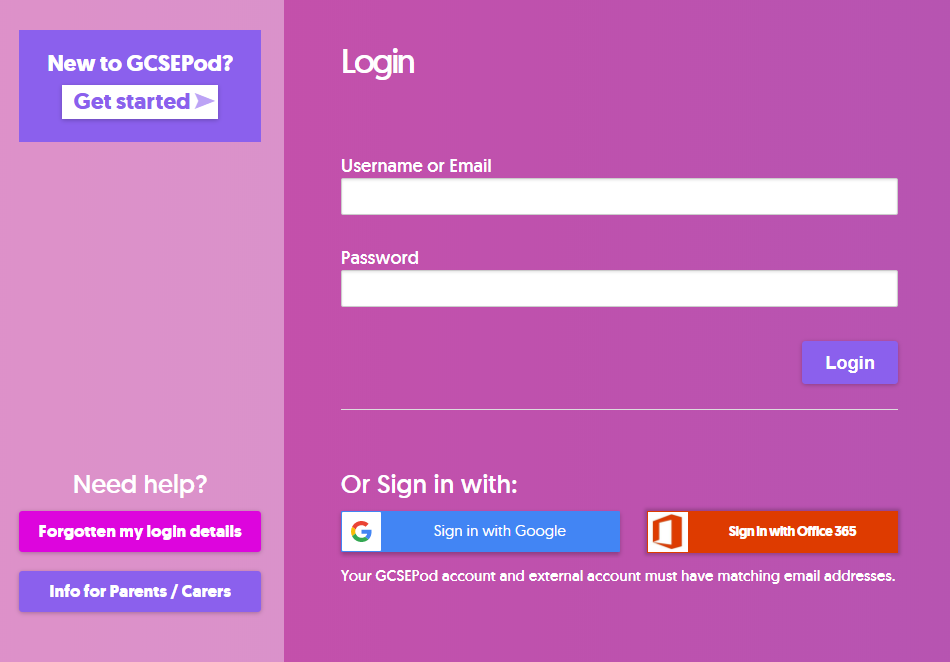 New to GCSEPod?
Get started
Login
Username or Email
Password
Login
Need help?
Forgotten my login details
Info for Parents / Carers
Or Sign in with:
Sign in with Google
Sign in with Office 365
Your GCSEPod account and external account must have matching email addresses.